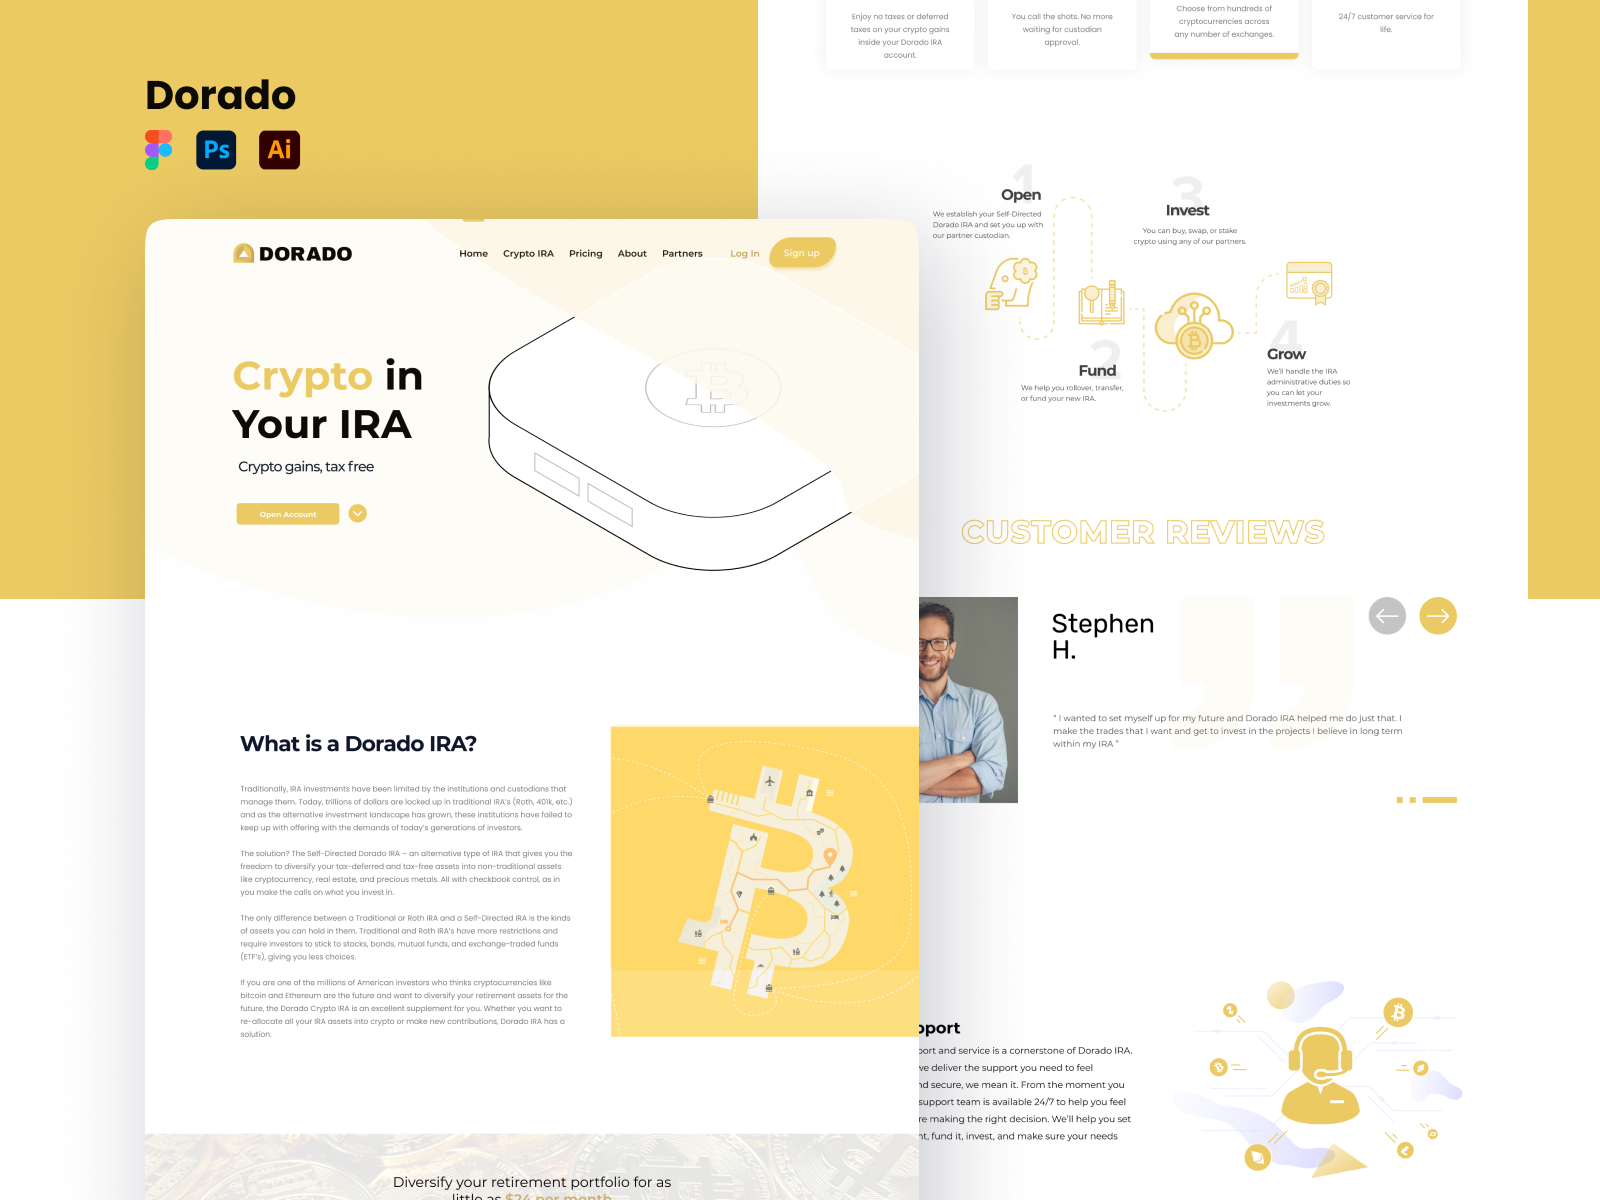 Dorado
Ps
Ai
DORADO
Home
Crypto IRA
Pricing
About
Partners
Log In
Sign up
Crypto in
Your IRA
Crypto gains, tax free
Open Account
What is a Dorado IRA?
Traditionally, IRA investments have been limited by the institutions and custodians that
manage them. Today, trillions of dollars are locked up in traditional IRA's (Roth, 401k, etc.)
and as the alternative investment landscape has grown, these institutions have failed to
keep up with offering with the demands of today's generations of investors.
The solution? The Self-Directed Dorado IRA – an alternative type of IRA that gives you the
freedom to diversify your tax-deferred and tax-free assets into non-traditional assets
like cryptocurrency, real estate, and precious metals. All with checkbook control, as in
you make the calls on what you invest in.
The only difference between a Traditional or Roth IRA and a Self-Directed IRA is the kinds
of assets you can hold in them. Traditional and Roth IRA's have more restrictions and
require investors to stick to stocks, bonds, mutual funds, and exchange-traded funds
(ETF's), giving you less choices.
If you are one of the millions of American investors who thinks cryptocurrencies like
bitcoin and Ethereum are the future and want to diversify your retirement assets for the
future, the Dorado Crypto IRA is an excellent supplement for you. Whether you want to
re-allocate all your IRA assets into crypto or make new contributions, Dorado IRA has a
solution.
Diversify your retirement portfolio for as
little as $24 per month
Enjoy no taxes or deferred
taxes on your crypto gains
inside your Dorado IRA
account.
You call the shots. No more
waiting for custodian
approval.
Choose from hundreds of
cryptocurrencies across
any number of exchanges.
24/7 customer service for
life.
1
Open
We establish your Self-Directed
Dorado IRA and set you up with
our partner custodian.
3
Invest
You can buy, swap, or stake
crypto using any of our partners.
2
Fund
We help you rollover, transfer,
or fund your new IRA.
4
Grow
We'll handle the IRA
administrative duties so
you can let your
investments grow.
CUSTOMER REVIEWS
Stephen
H.
" I wanted to set myself up for my future and Dorado IRA helped me do just that. I
make the trades that I want and get to invest in the projects I believe in long term
within my IRA "
pport
ort and service is a cornerstone of Dorado IRA.
ve deliver the support you need to feel
nd secure, we mean it. From the moment you
support team is available 24/7 to help you feel
re making the right decision. We'll help you set
nt, fund it, invest, and make sure your needs